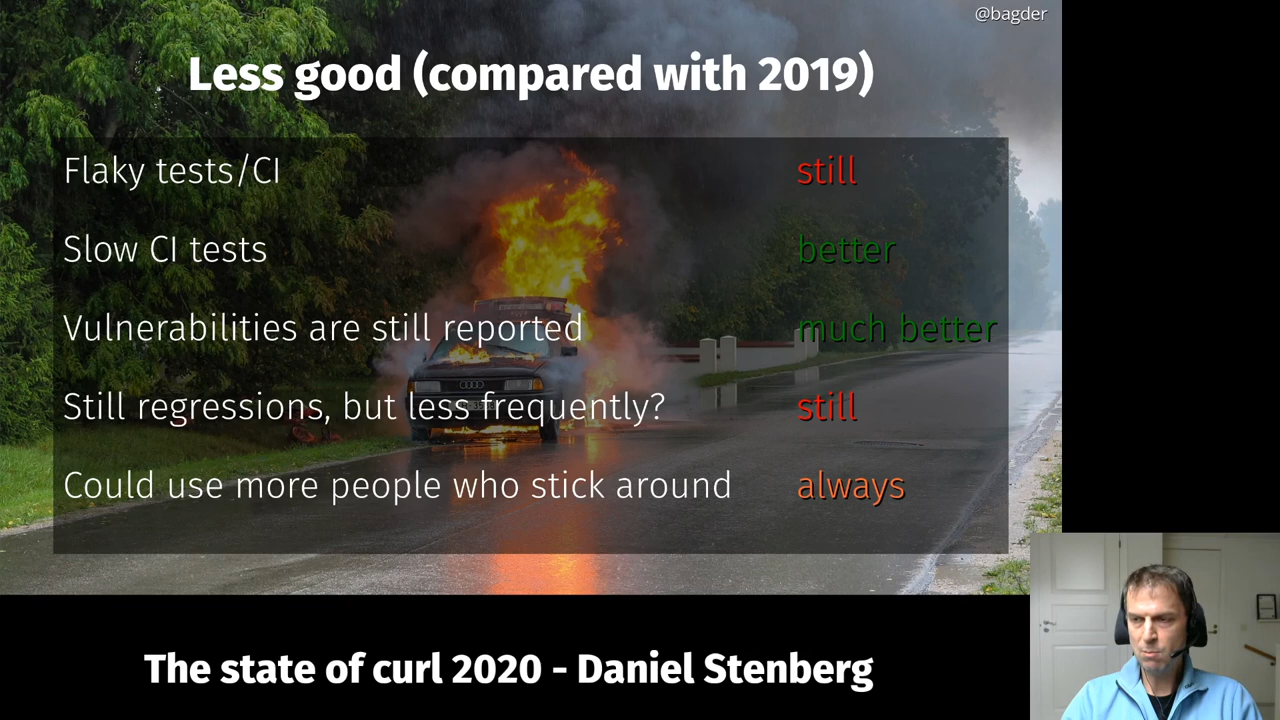 @bagder
Less good (compared with 2019)
Flaky tests/CI still
Slow CI tests better
Vulnerabilities are still reported much better
Still regressions, but less frequently? still
Could use more people who stick around always
The state of curl 2020 - Daniel Stenberg